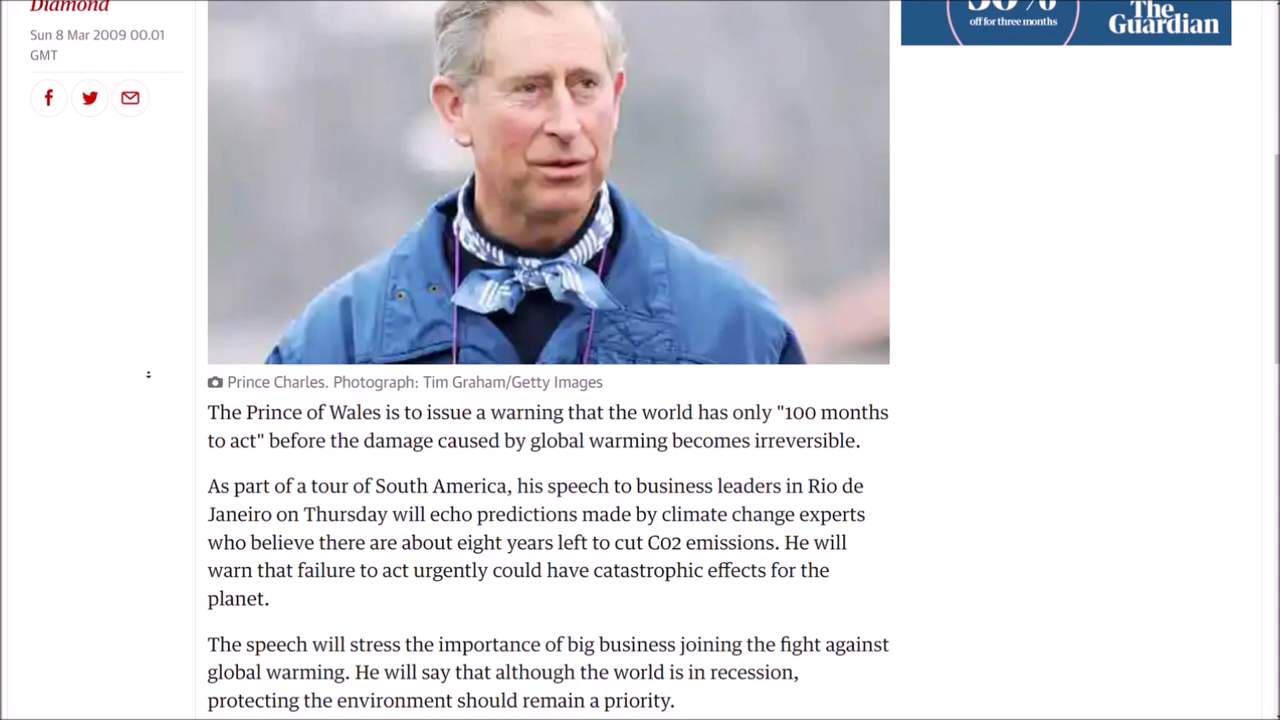 Diamond
Sun 8 Mar 2009 00.01
GMT
off for three months
The
Guardian
Prince Charles. Photograph: Tim Graham/Getty Images
The Prince of Wales is to issue a warning that the world has only "100 months
to act" before the damage caused by global warming becomes irreversible.
As part of a tour of South America, his speech to business leaders in Rio de
Janeiro on Thursday will echo predictions made by climate change experts
who believe there are about eight years left to cut C02 emissions. He will
warn that failure to act urgently could have catastrophic effects for the
planet.
The speech will stress the importance of big business joining the fight against
global warming. He will say that although the world is in recession,
protecting the environment should remain a priority.